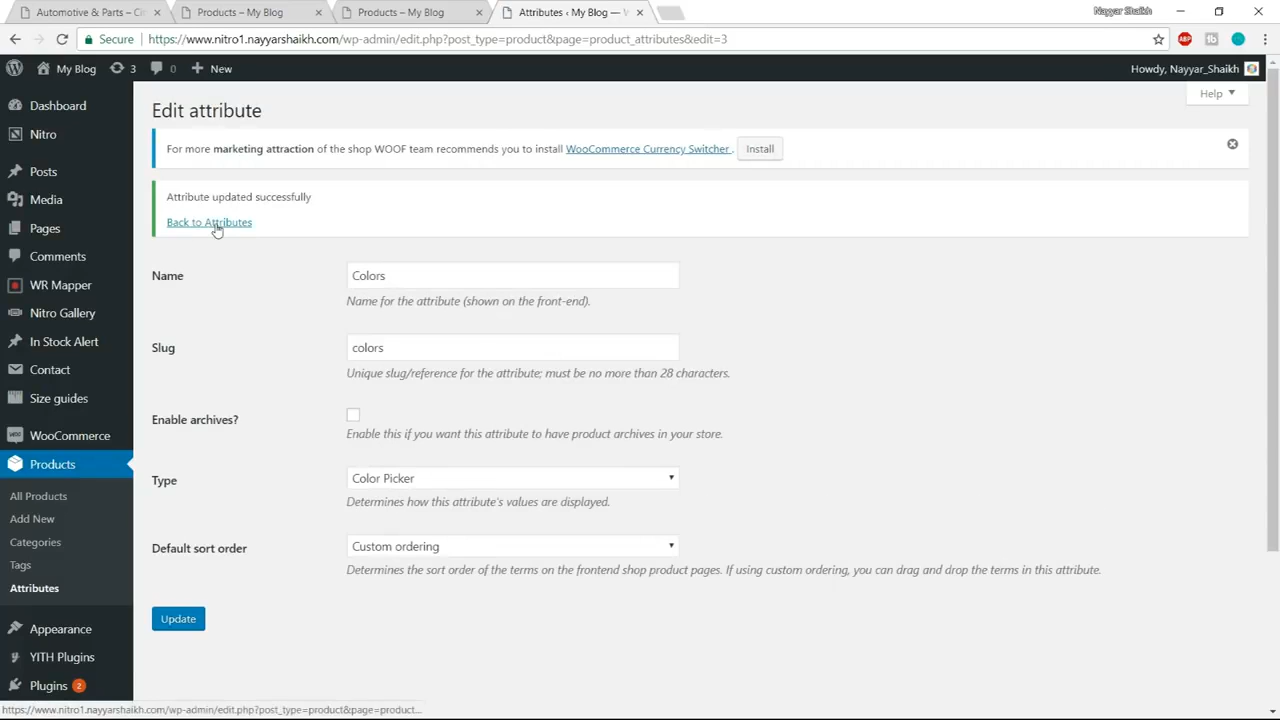 Automotive & Parts – Ci
Products – My Blog
Products – My Blog
Attributes ‹ My Blog — W
Nayyar Shaikh
Secure
https://www.nitro1.nayyarshaikh.com/wp-admin/edit.php?post_type=product&page=product_attributes&edit=3
My Blog
3
0
New
Howdy, Nayyar_Shaikh
Help
Dashboard
Nitro
Posts
Media
Pages
Comments
WR Mapper
Nitro Gallery
In Stock Alert
Contact
Size guides
WooCommerce
Products
All Products
Add New
Categories
Tags
Attributes
Appearance
YITH Plugins
Plugins 2
Edit attribute
For more marketing attraction of the shop WOOF team recommends you to install WooCommerce Currency Switcher . Install
Attribute updated successfully
Back to Attributes
Name
Colors
Name for the attribute (shown on the front-end).
Slug
colors
Unique slug/reference for the attribute; must be no more than 28 characters.
Enable archives?
Enable this if you want this attribute to have product archives in your store.
Type
Color Picker
Determines how this attribute's values are displayed.
Default sort order
Custom ordering
Determines the sort order of the terms on the frontend shop product pages. If using custom ordering, you can drag and drop the terms in this attribute.
Update
https://www.nitro1.nayyarshaikh.com/wp-admin/edit.php?post_type=product&page=product...